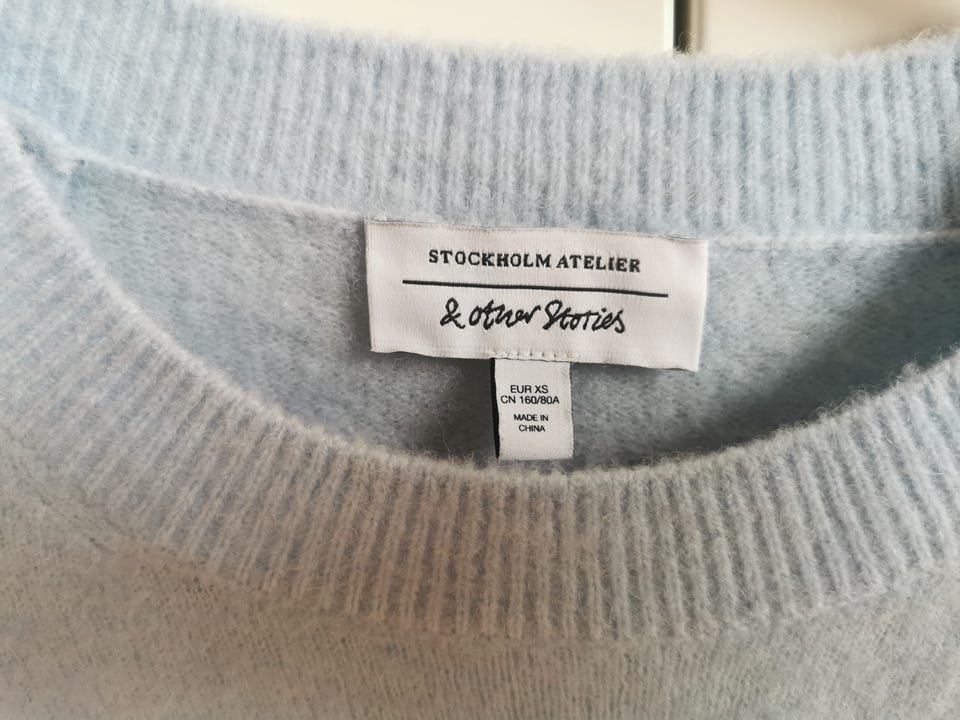 STOCKHOLM ATELIER
& other Stories
EUR XS
CN 160/80A
MADE IN
CHINA